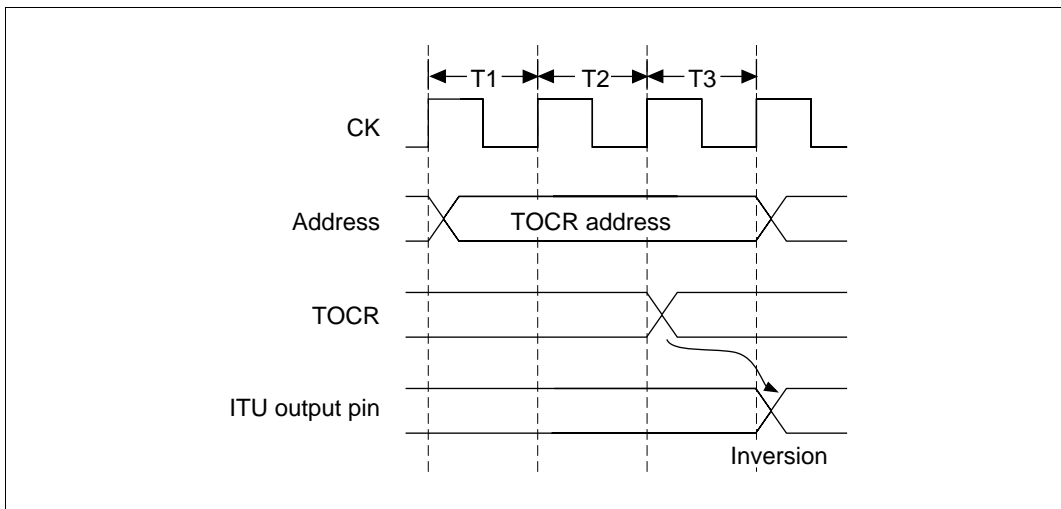 T1 T2 T3
CK
Address TOCR address
TOCR
ITU output pin
Inversion